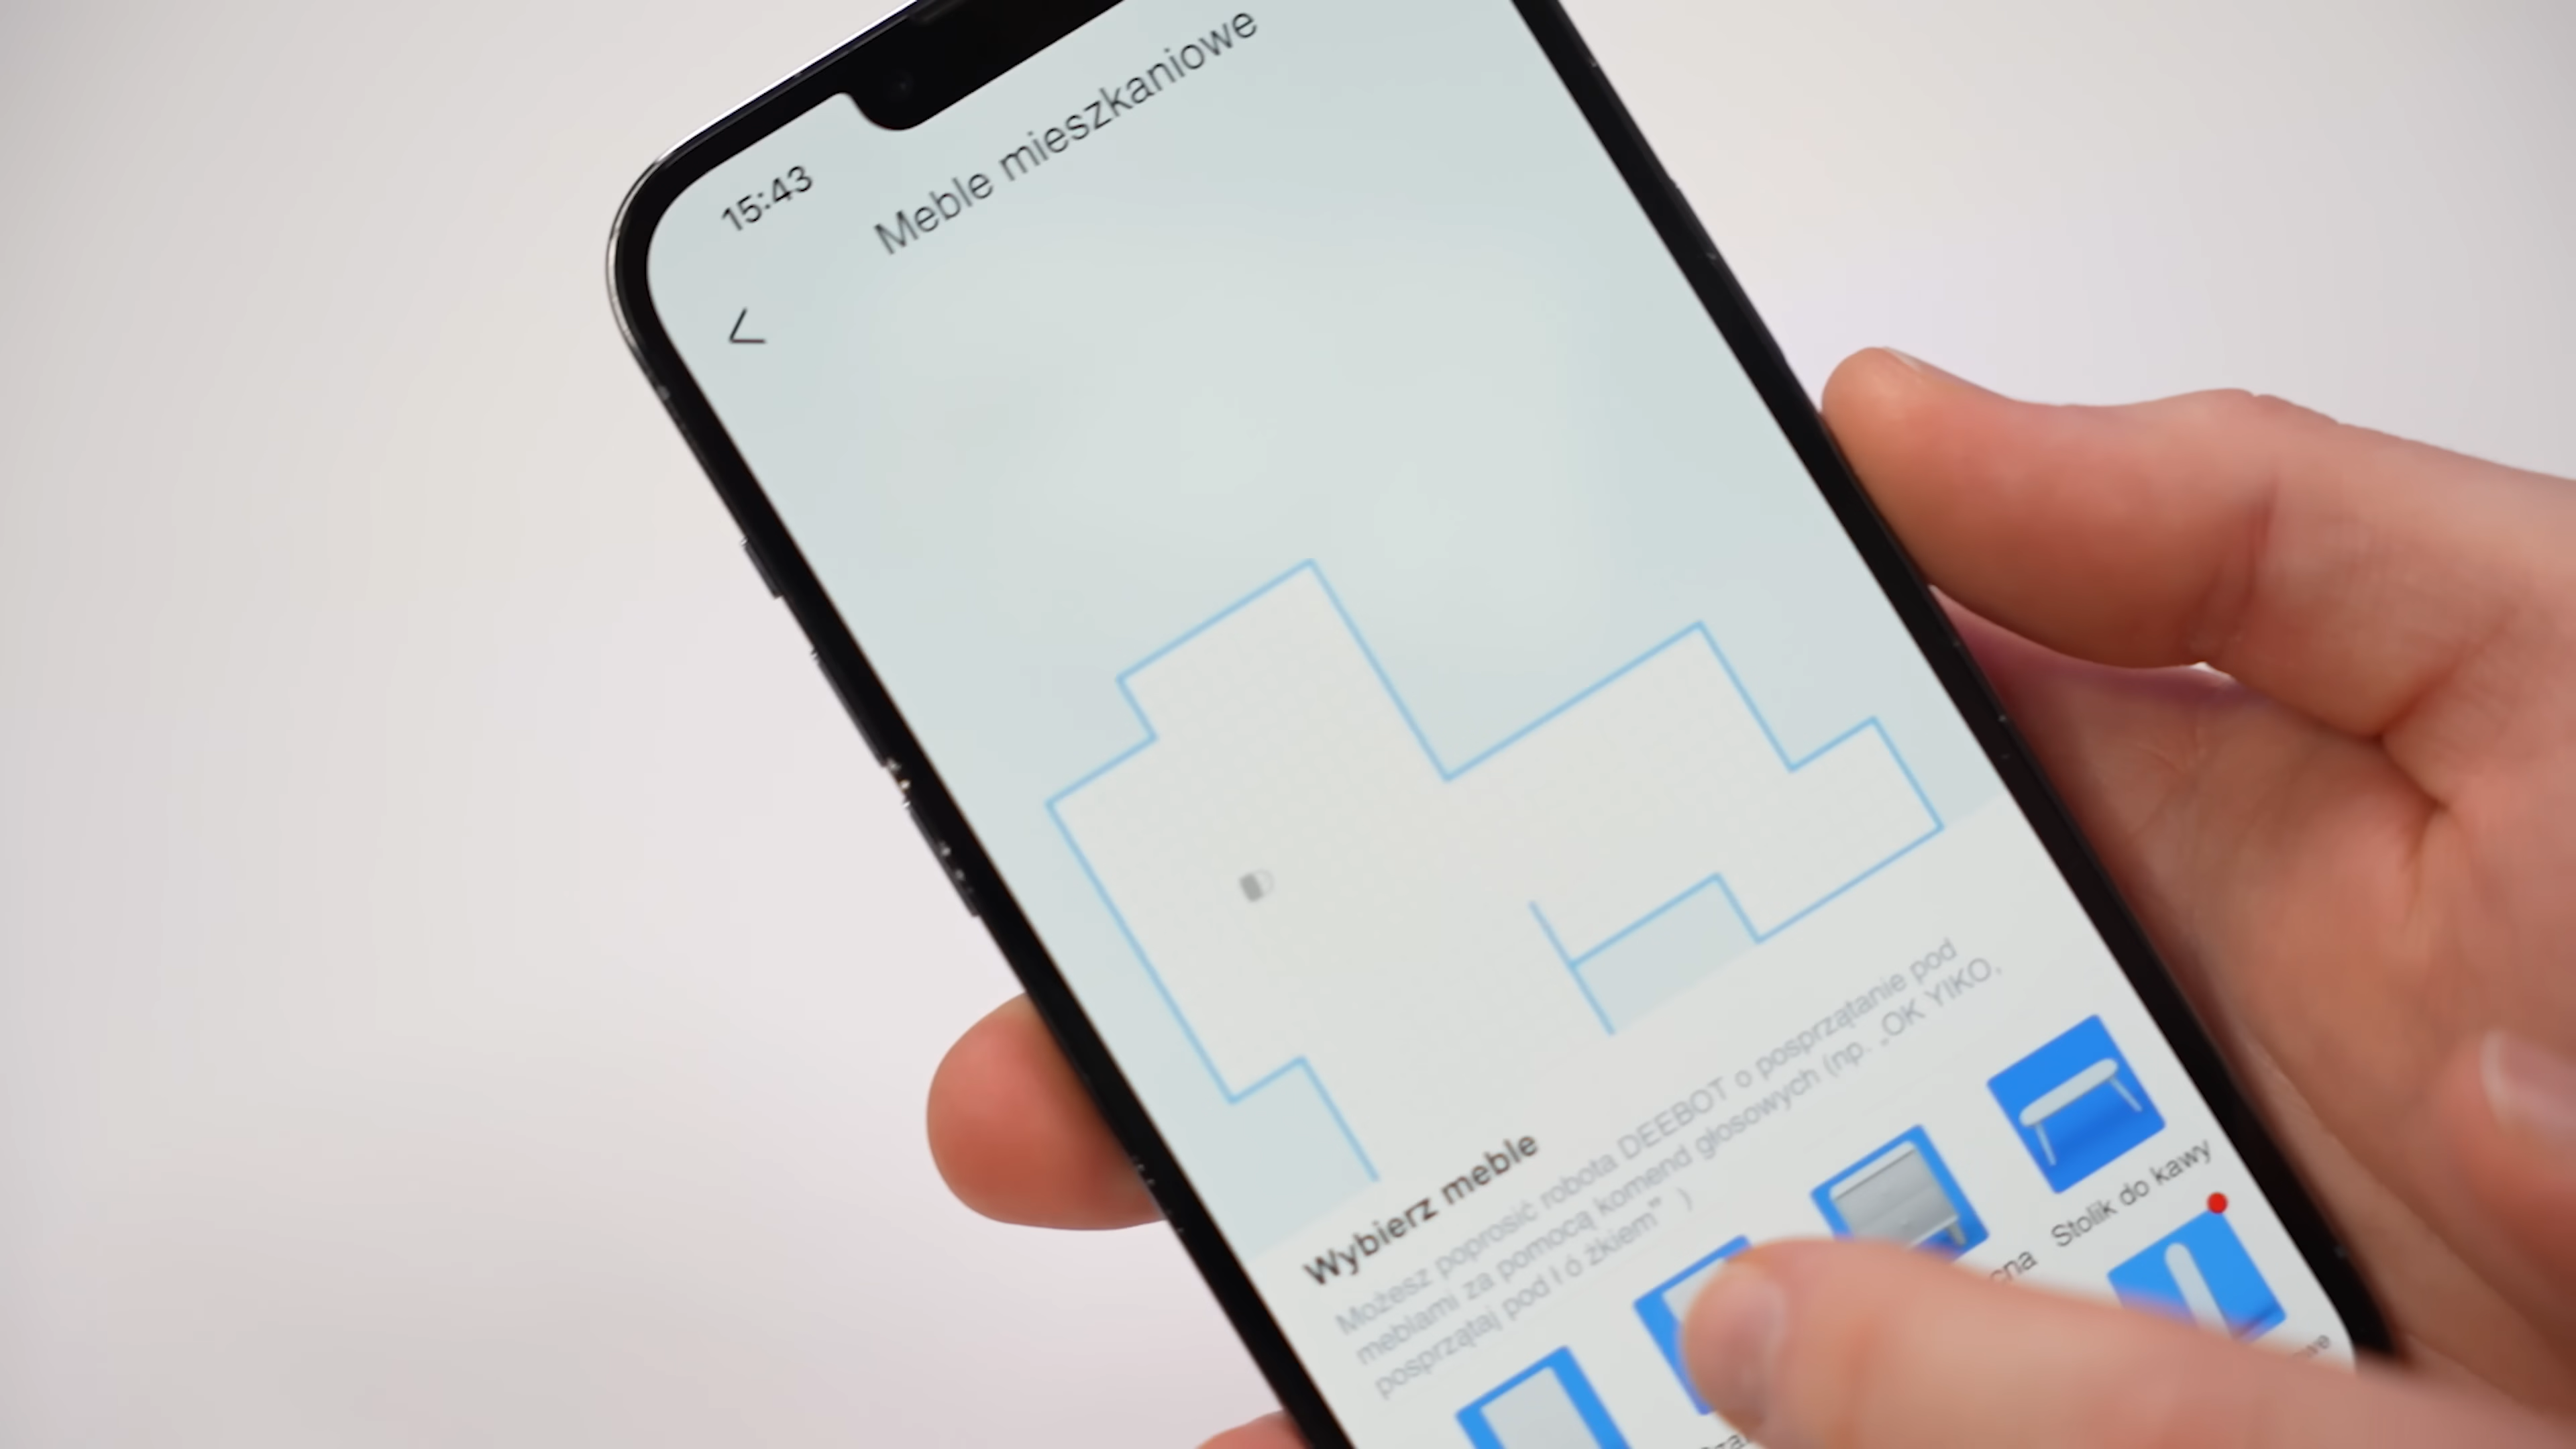 15:43
Meble mieszkaniowe
Wybierz meble
Możesz poprosić robota DEEBOT o posprzątanie pod
meblami za pomocą komend głosowych (np. „OK YIKO,
posprzątaj pod ł ó żkiem” )
Stolik do kawy